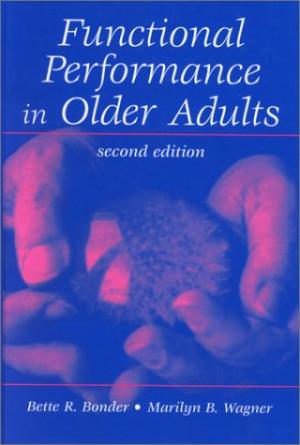 Functional
Performance
in Older Adults
second edition
Bette R. Bonder • Marilyn B. Wagner